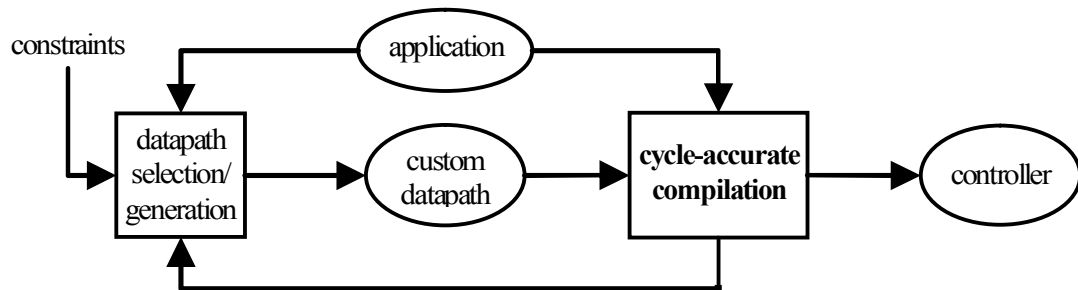 application
constraints
datapath
selection/
generation
custom
datapath
cycle-accurate
compilation
controller